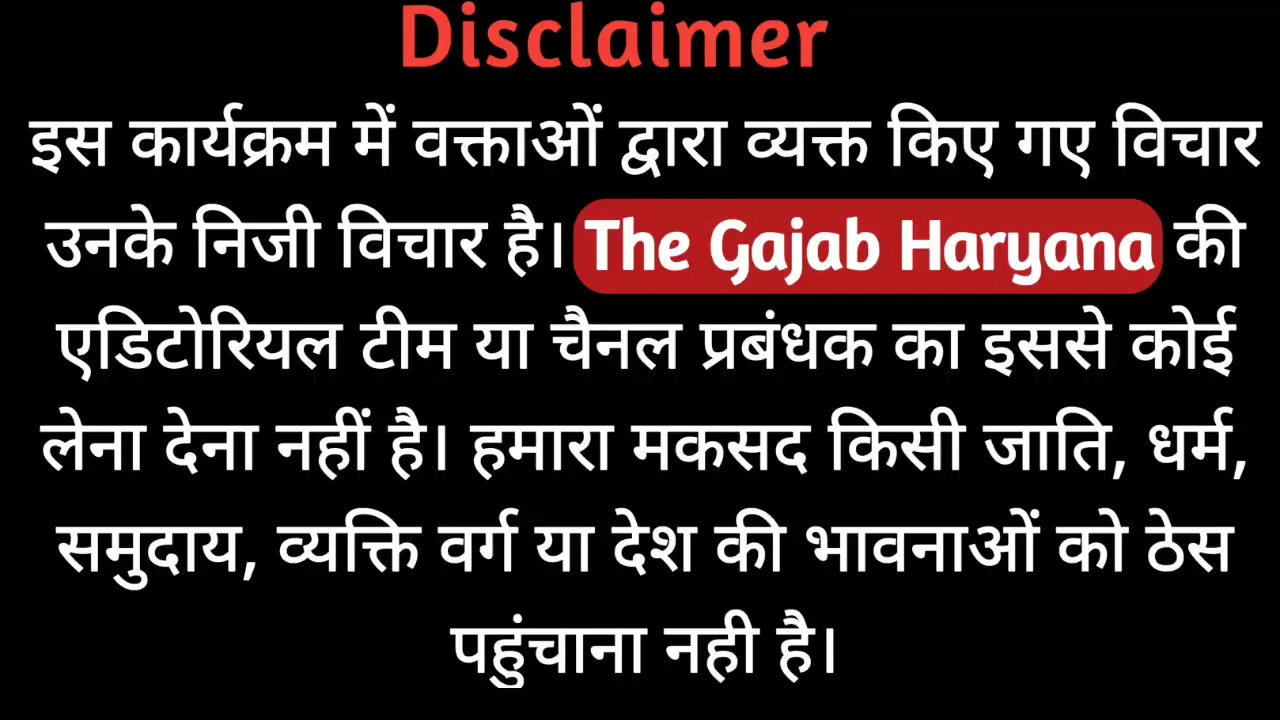 Disclaimer
इस कार्यक्रम में वक्ताओं द्वारा व्यक्त किए गए विचार
उनके निजी विचार है। The Gajab Haryana की
एडिटोरियल टीम या चैनल प्रबंधक का इससे कोई
लेना देना नहीं है। हमारा मकसद किसी जाति, धर्म,
समुदाय, व्यक्ति वर्ग या देश की भावनाओं को ठेस
पहुंचाना नही है।